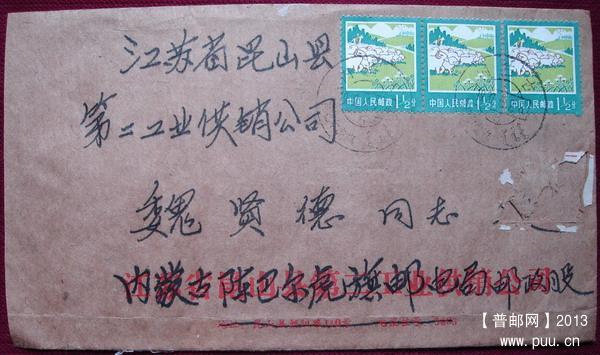 江苏省昆山县
第二工业供销公司
魏贤德同志
内蒙古陈巴尔虎旗邮电局邮政股
中国人民邮政 1½分
中国人民邮政 1½分
中国人民邮政 1½分
【普邮网】2013
www.puu.cn